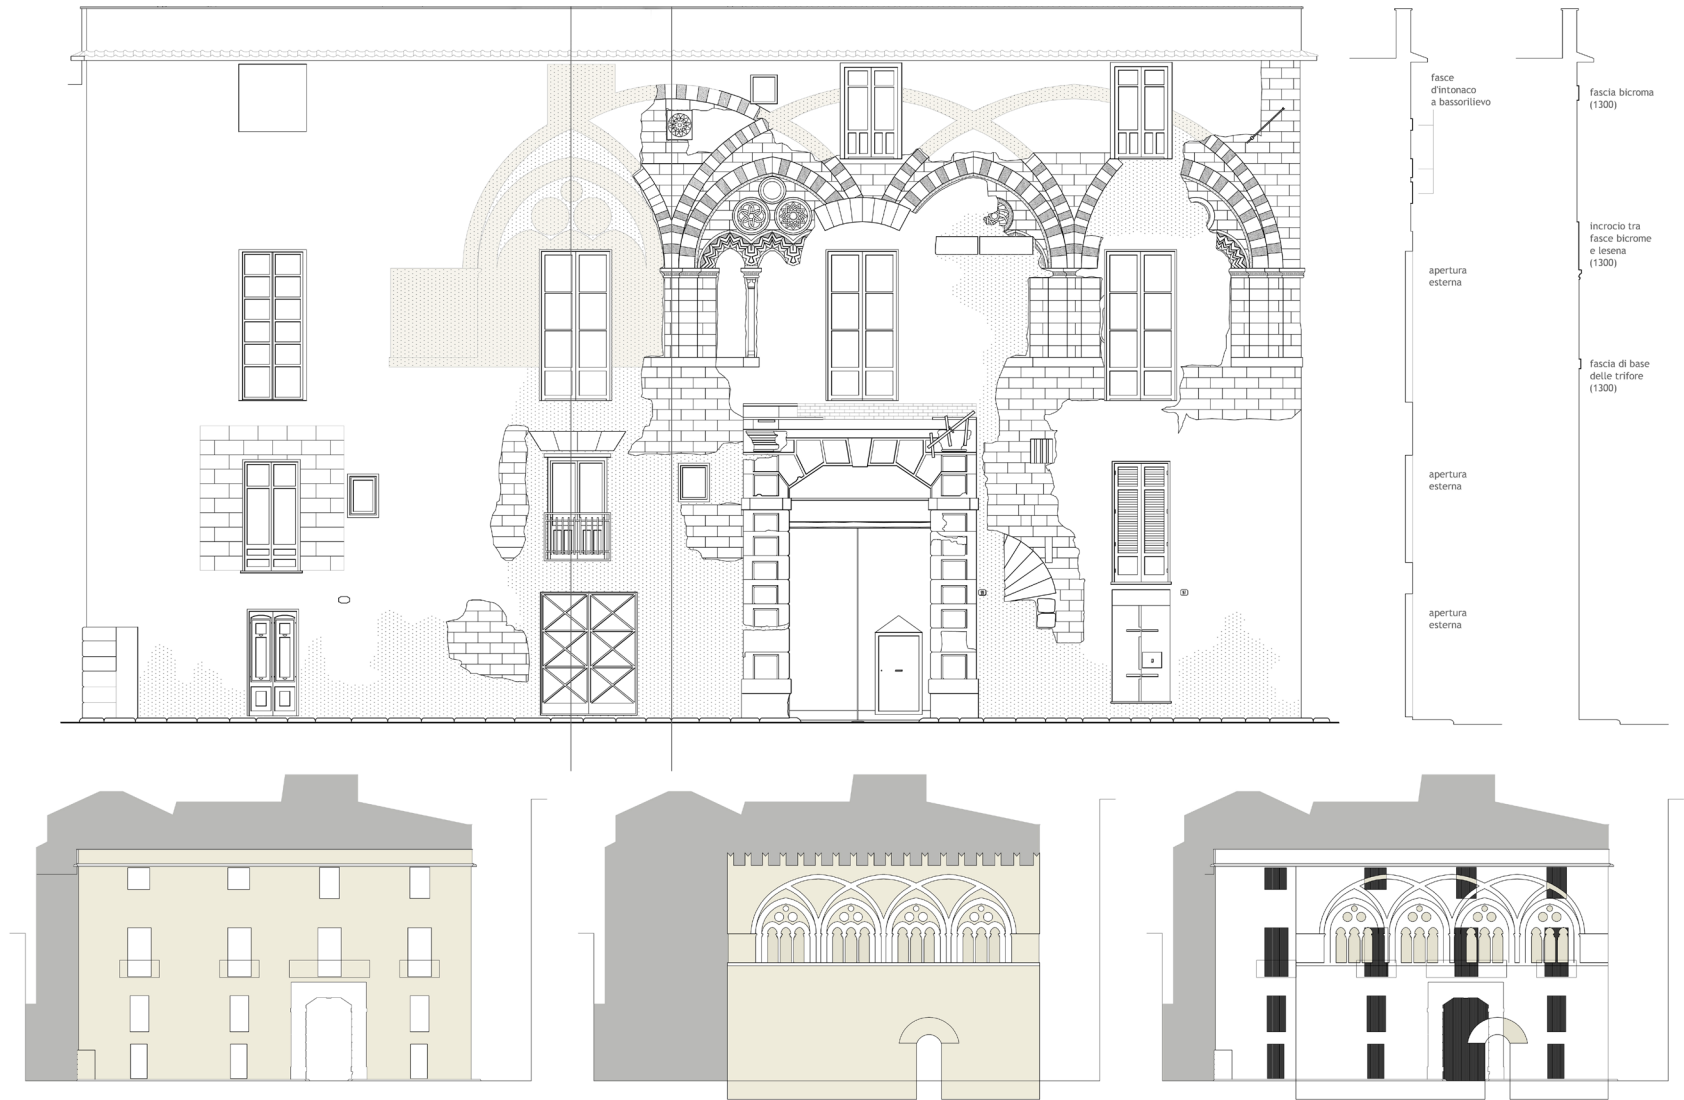 fasce
d'intonaco
a bassorilievo
apertura
esterna
apertura
esterna
apertura
esterna
fascia bicroma
(1300)
incrocio tra
fasce bicrome
e lesena
(1300)
fascia di base
delle trifore
(1300)